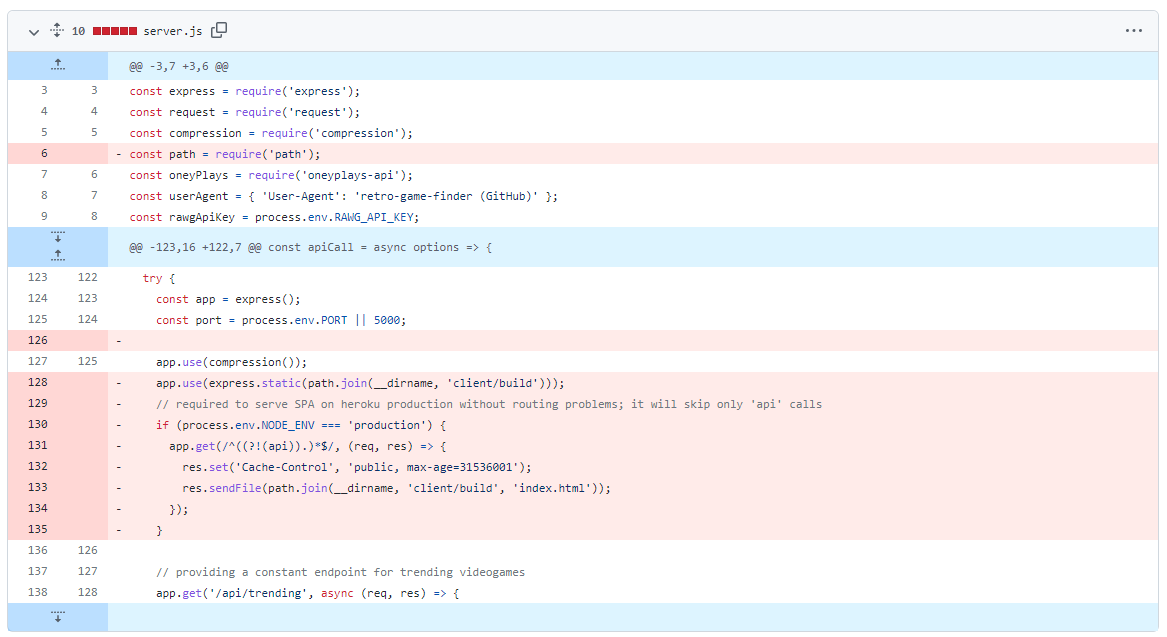 10 server.js
@@ -3,7 +3,6 @@
3 3 const express = require('express');
4 4 const request = require('request');
5 5 const compression = require('compression');
6 - const path = require('path');
7 6 const oneyPlays = require('oneyplays-api');
8 7 const userAgent = { 'User-Agent': 'retro-game-finder (GitHub)' };
9 8 const rawgApiKey = process.env.RAWG_API_KEY;
@@ -123,16 +122,7 @@ const apiCall = async options => {
123 122 try {
124 123 const app = express();
125 124 const port = process.env.PORT || 5000;
126 -
127 125 app.use(compression());
128 - app.use(express.static(path.join(__dirname, 'client/build')));
129 - // required to serve SPA on heroku production without routing problems; it will skip only 'api' calls
130 - if (process.env.NODE_ENV === 'production') {
131 - app.get(/^((?!(api)).)*$/, (req, res) => {
132 - res.set('Cache-Control', 'public, max-age=31536001');
133 - res.sendFile(path.join(__dirname, 'client/build', 'index.html'));
134 - });
135 - }
136 126
137 127 // providing a constant endpoint for trending videogames
138 128 app.get('/api/trending', async (req, res) => {